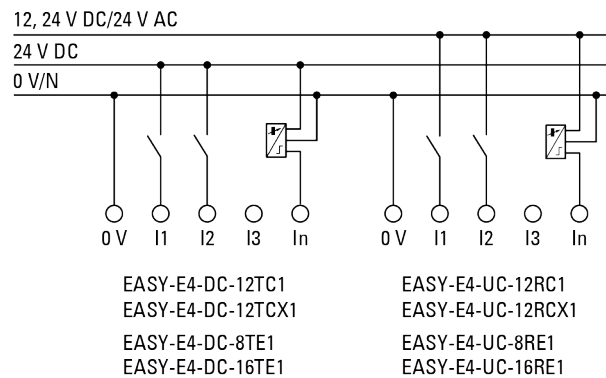 12, 24 V DC/24 V AC
24 V DC
0 V/N
0 V I1 I2 I3 In 0 V I1 I2 I3 In
EASY-E4-DC-12TC1 EASY-E4-UC-12RC1
EASY-E4-DC-12TCX1 EASY-E4-UC-12RCX1
EASY-E4-DC-8TE1 EASY-E4-UC-8RE1
EASY-E4-DC-16TE1 EASY-E4-UC-16RE1